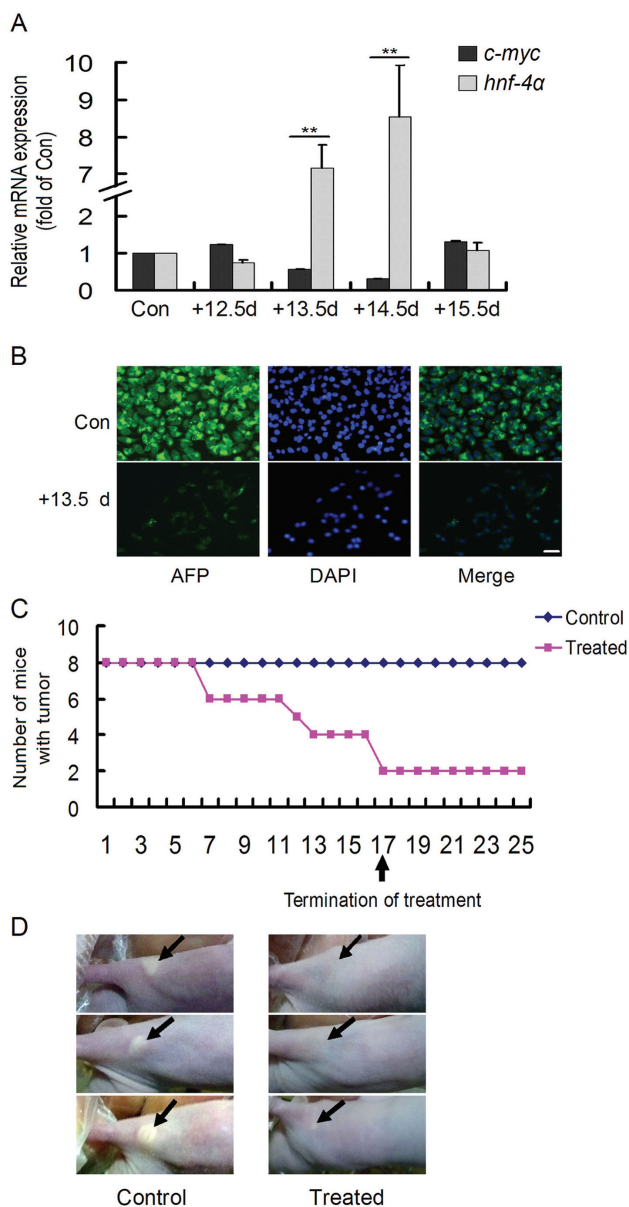 A
Relative mRNA expression
(fold of Con)
10
9
8
7
2
1
0
**
**
c-myc
hnf-4α
Con +12.5d +13.5d +14.5d +15.5d
B
Con
+13.5 d
AFP DAPI Merge
C
Number of mice
with tumor
10
8
6
4
2
0
Control
Treated
1 3 5 7 9 11 13 15 17 19 21 23 25
Termination of treatment
D
Control Treated